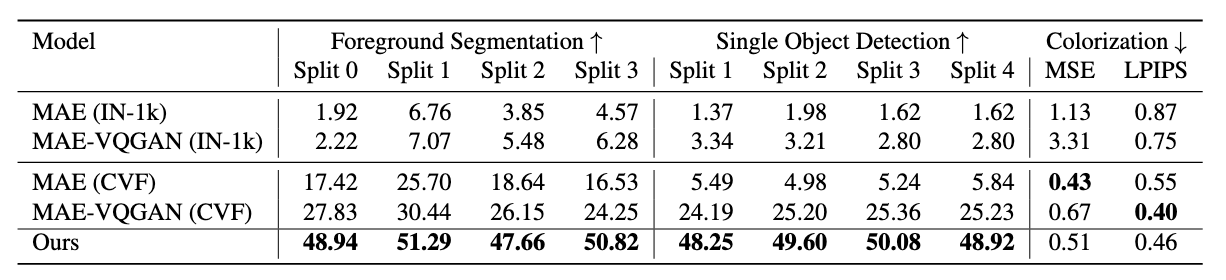 Model Foreground Segmentation ↑ Single Object Detection ↑ Colorization ↓
Split 0 Split 1 Split 2 Split 3 Split 1 Split 2 Split 3 Split 4 MSE LPIPS
MAE (IN-1k) 1.92 6.76 3.85 4.57 1.37 1.98 1.62 1.62 1.13 0.87
MAE-VQGAN (IN-1k) 2.22 7.07 5.48 6.28 3.34 3.21 2.80 2.80 3.31 0.75
MAE (CVF) 17.42 25.70 18.64 16.53 5.49 4.98 5.24 5.84 0.43 0.55
MAE-VQGAN (CVF) 27.83 30.44 26.15 24.25 24.19 25.20 25.36 25.23 0.67 0.40
Ours 48.94 51.29 47.66 50.82 48.25 49.60 50.08 48.92 0.51 0.46